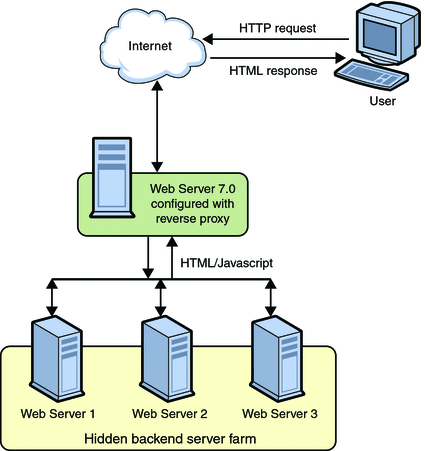 HTTP request
Internet
HTML response
User
Web Server 7.0
configured with
reverse proxy
HTML/Javascript
Web Server 1
Web Server 2
Web Server 3
Hidden backend server farm